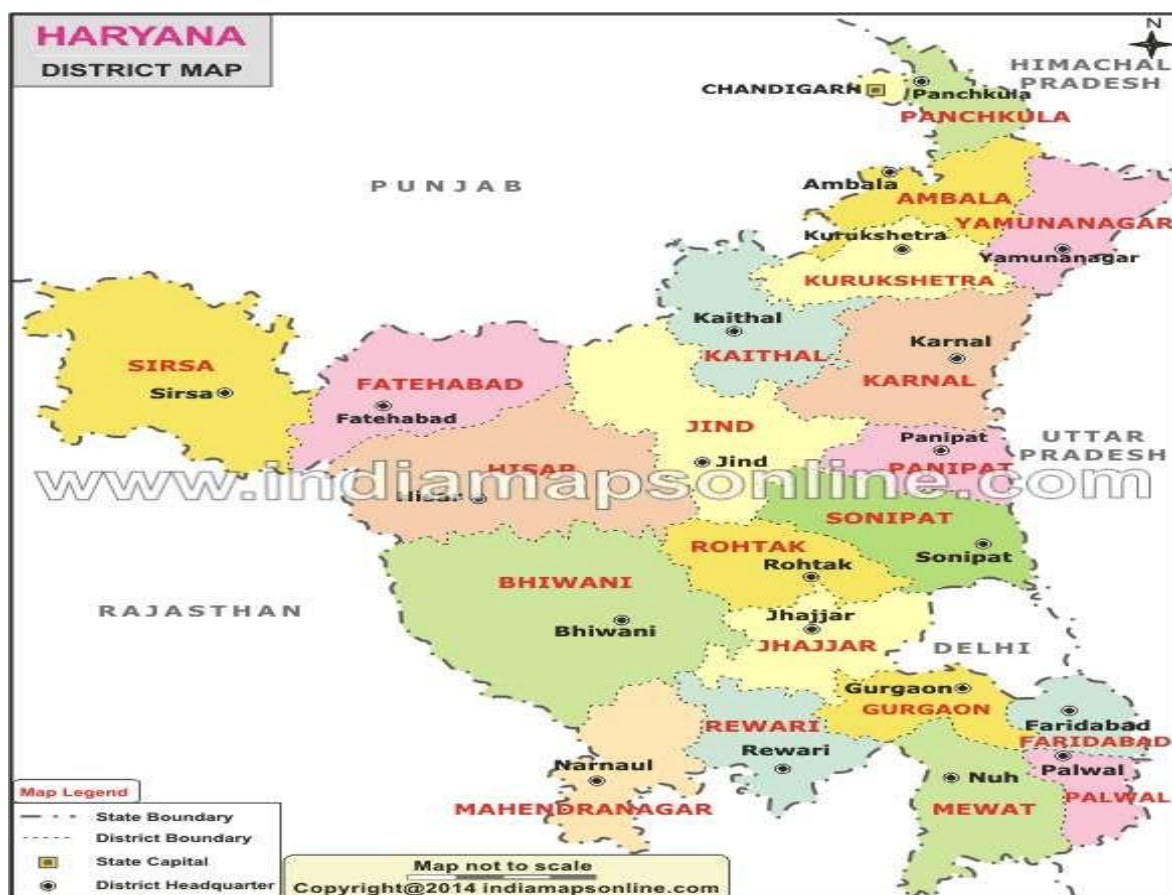 HARYANA
DISTRICT MAP
N
HIMACHAL
PRADESH
CHANDIGARH
Panchkula
PANCHKULA
PUNJAB
Ambala
AMBALA
YAMUNANAGAR
Kurukshetra
Yamunanagar
KURUKSHETRA
Kaithal
KAITHAL
Karnal
KARNAL
SIRSA
Sirsa
FATEHABAD
Fatehabad
JIND
Jind
Panipat
PANIPAT
UTTAR
PRADESH
HISAR
www.indiamapsonline.com
Hisar
SONIPAT
Sonipat
ROHTAK
Rohtak
BHIWANI
Bhiwani
RAJASTHAN
Jhajjar
JHAJJAR
DELHI
Gurgaon
GURGAON
REWARI
Rewari
Faridabad
FARIDABAD
Narnaul
MAHENDRANAGAR
Nuh
MEWAT
Palwal
PALWAL
Map Legend
State Boundary
District Boundary
State Capital
District Headquarter
Map not to scale
Copyright@2014 indiamapsonline.com